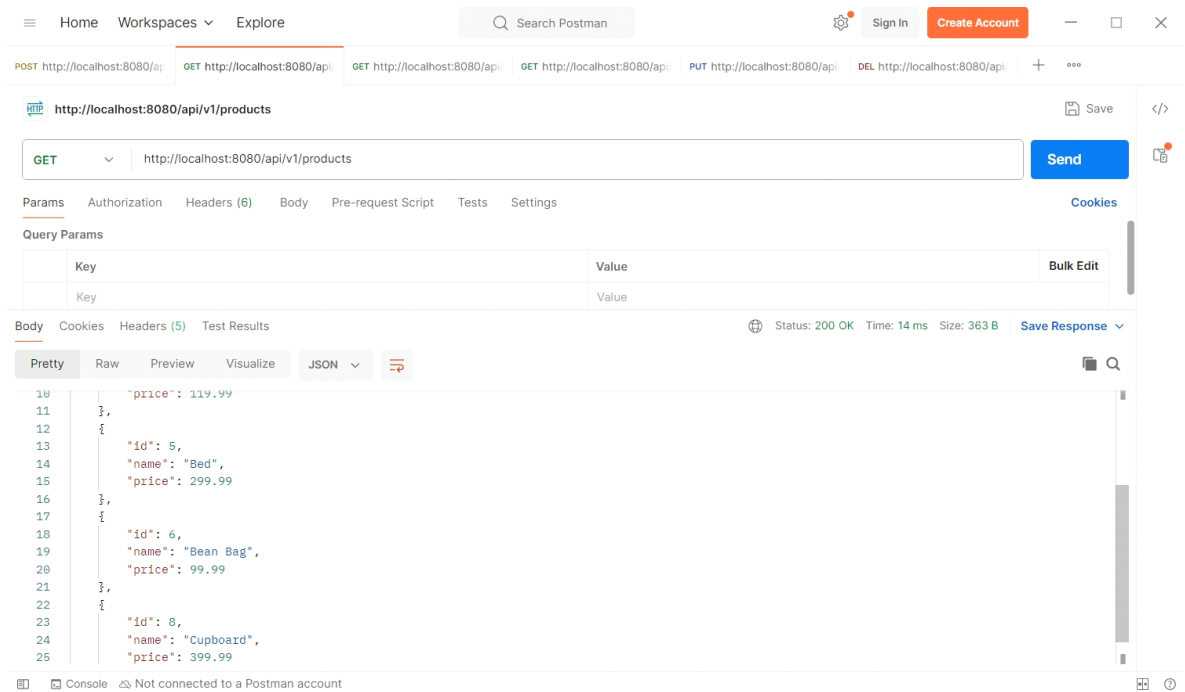 Home Workspaces Explore Search Postman Sign In Create Account
POST http://localhost:8080/ap GET http://localhost:8080/api/ GET http://localhost:8080/api/ GET http://localhost:8080/api/ PUT http://localhost:8080/api/ DEL http://localhost:8080/api/
HTTP http://localhost:8080/api/v1/products Save </>
GET http://localhost:8080/api/v1/products Send
Params Authorization Headers (6) Body Pre-request Script Tests Settings Cookies
Query Params
Key Value Bulk Edit
Key Value
Body Cookies Headers (5) Test Results Status: 200 OK Time: 14 ms Size: 363 B Save Response
Pretty Raw Preview Visualize JSON
10 "price": 119.99
11 },
12 {
13 "id": 5,
14 "name": "Bed",
15 "price": 299.99
16 },
17 {
18 "id": 6,
19 "name": "Bean Bag",
20 "price": 99.99
21 },
22 {
23 "id": 8,
24 "name": "Cupboard",
25 "price": 399.99
Console Not connected to a Postman account